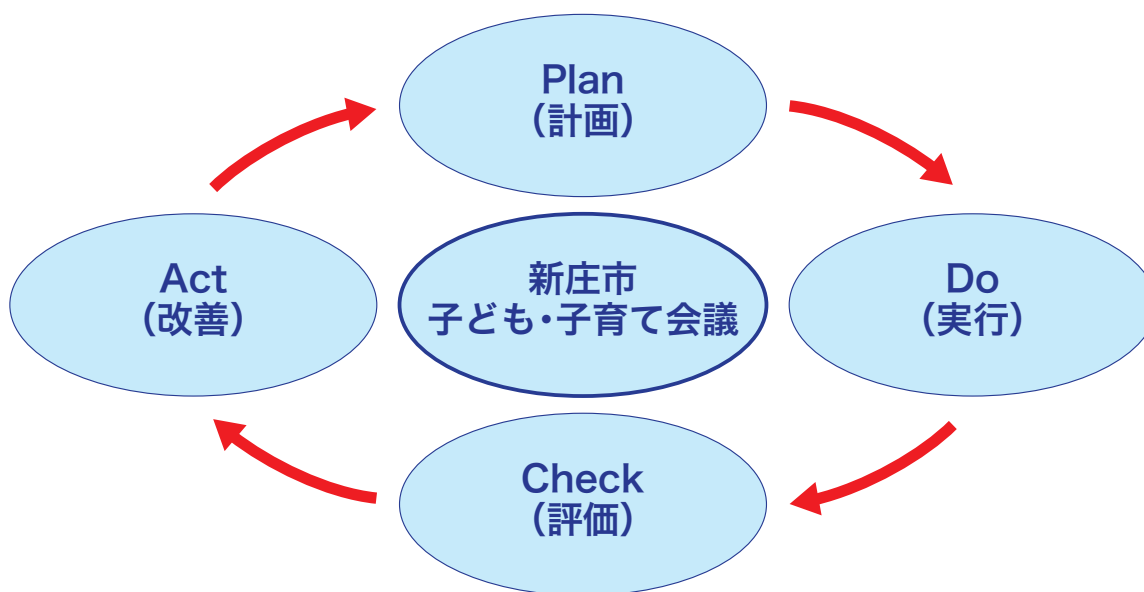 Plan
（計画）
Act
（改善）
新庄市
子ども・子育て会議
Do
（実行）
Check
（評価）